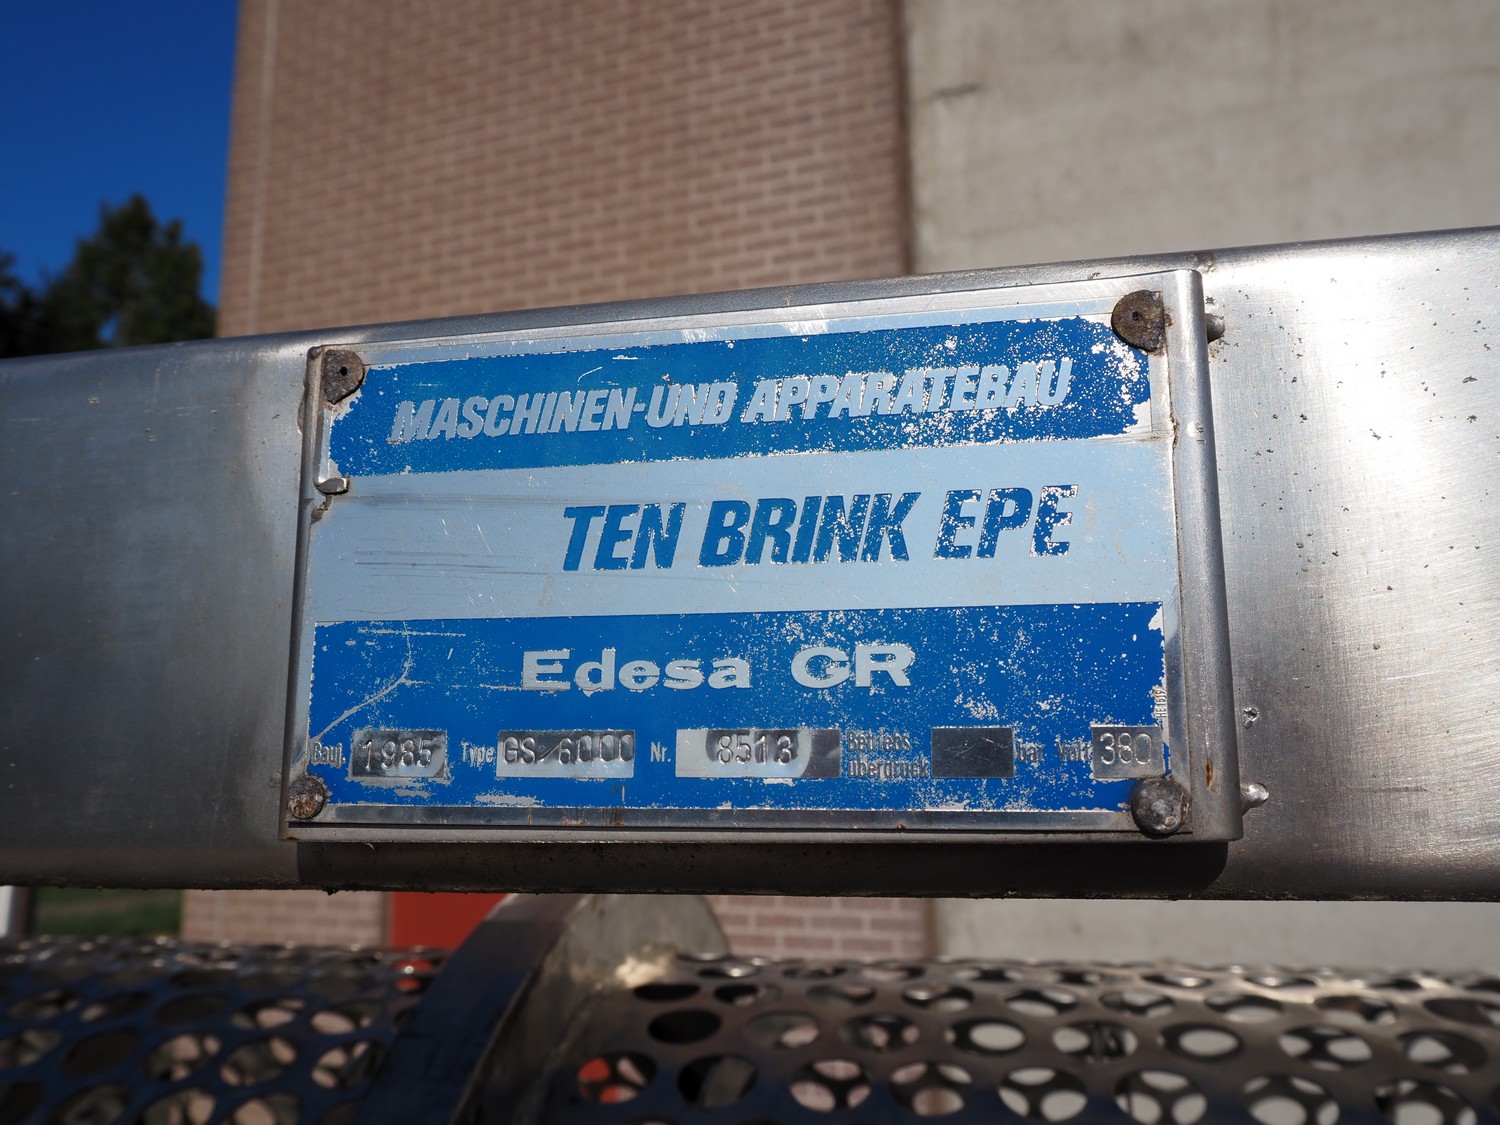 MASCHINEN-UND APPARATEBAU
TEN BRINK EPE
Edesa GR
Bauj. 1985 Type GS/6000 Nr. 8513 Betriebs überdruck bar Volt 380